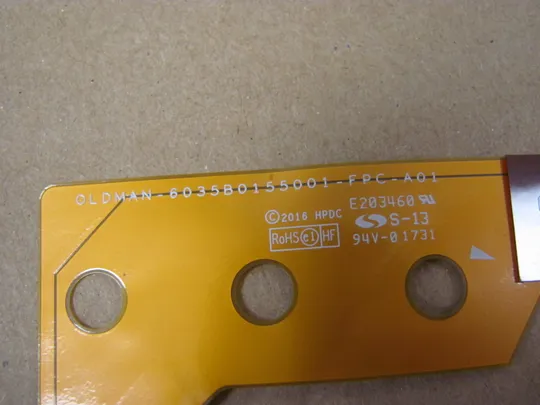 OLDMAN-6035B0155001-FPC-A01
©2016 HPDC
RoHS e1 HF
E203460
S-13
94V-0 1731